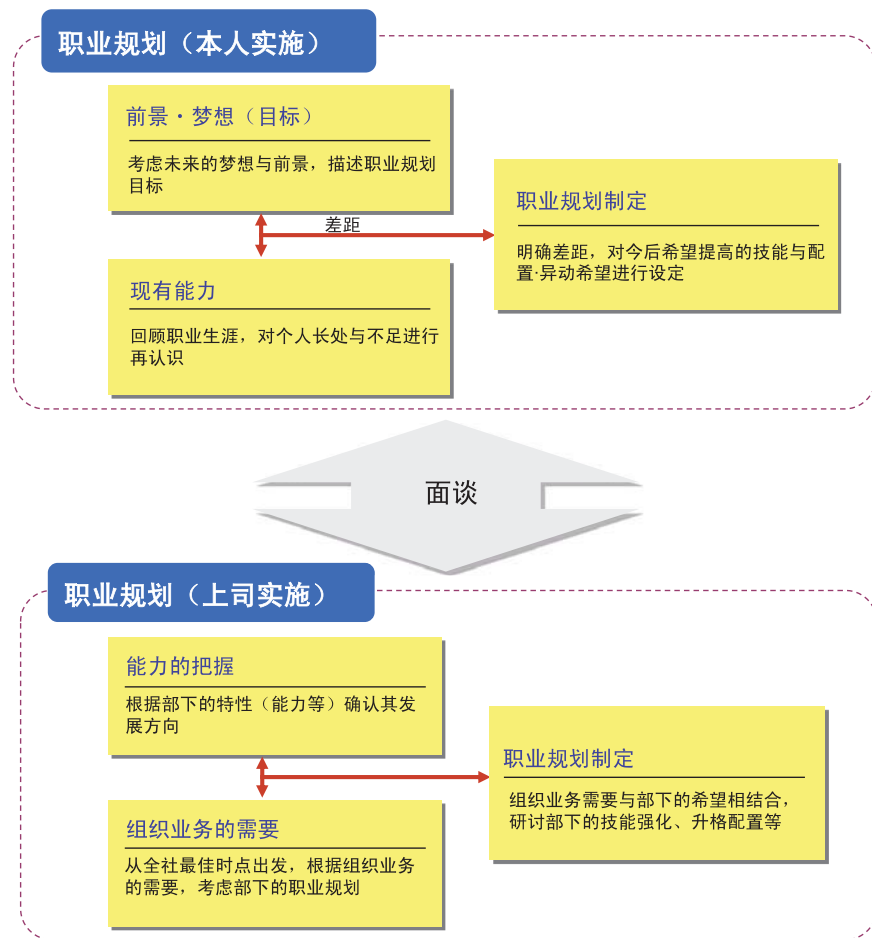 职业规划（本人实施）
前景·梦想（目标）
考虑未来的梦想与前景，描述职业规划
目标
差距
职业规划制定
明确差距，对今后希望提高的技能与配
置·异动希望进行设定
现有能力
回顾职业生涯，对个人长处与不足进行
再认识
面谈
职业规划（上司实施）
能力的把握
根据部下的特性（能力等）确认其发
展方向
职业规划制定
组织业务需要与部下的希望相结合，
研讨部下的技能强化、升格配置等
组织业务的需要
从全社最佳时点出发，根据组织业务
的需要，考虑部下的职业规划